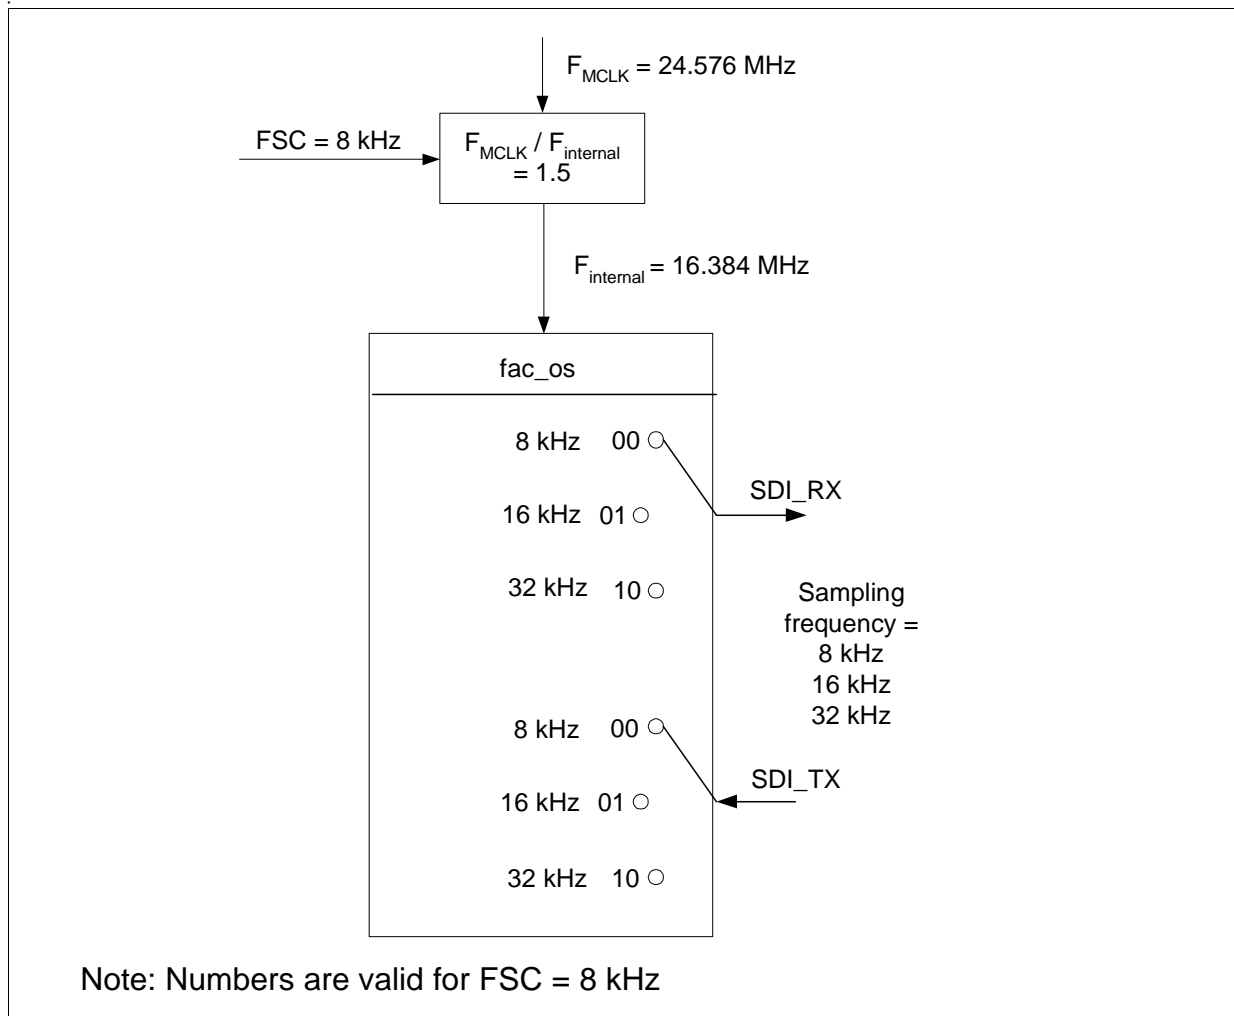 F_MCLK = 24.576 MHz
FSC = 8 kHz
F_MCLK / F_internal
= 1.5
F_internal = 16.384 MHz
fac_os
8 kHz 00
SDI_RX
16 kHz 01
32 kHz 10
Sampling
frequency =
8 kHz
16 kHz
32 kHz
8 kHz 00
SDI_TX
16 kHz 01
32 kHz 10
Note: Numbers are valid for FSC = 8 kHz